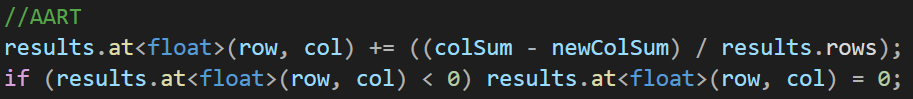 //AART
results.at<float>(row, col) += ((colSum - newColSum) / results.rows);
if (results.at<float>(row, col) < 0) results.at<float>(row, col) = 0;